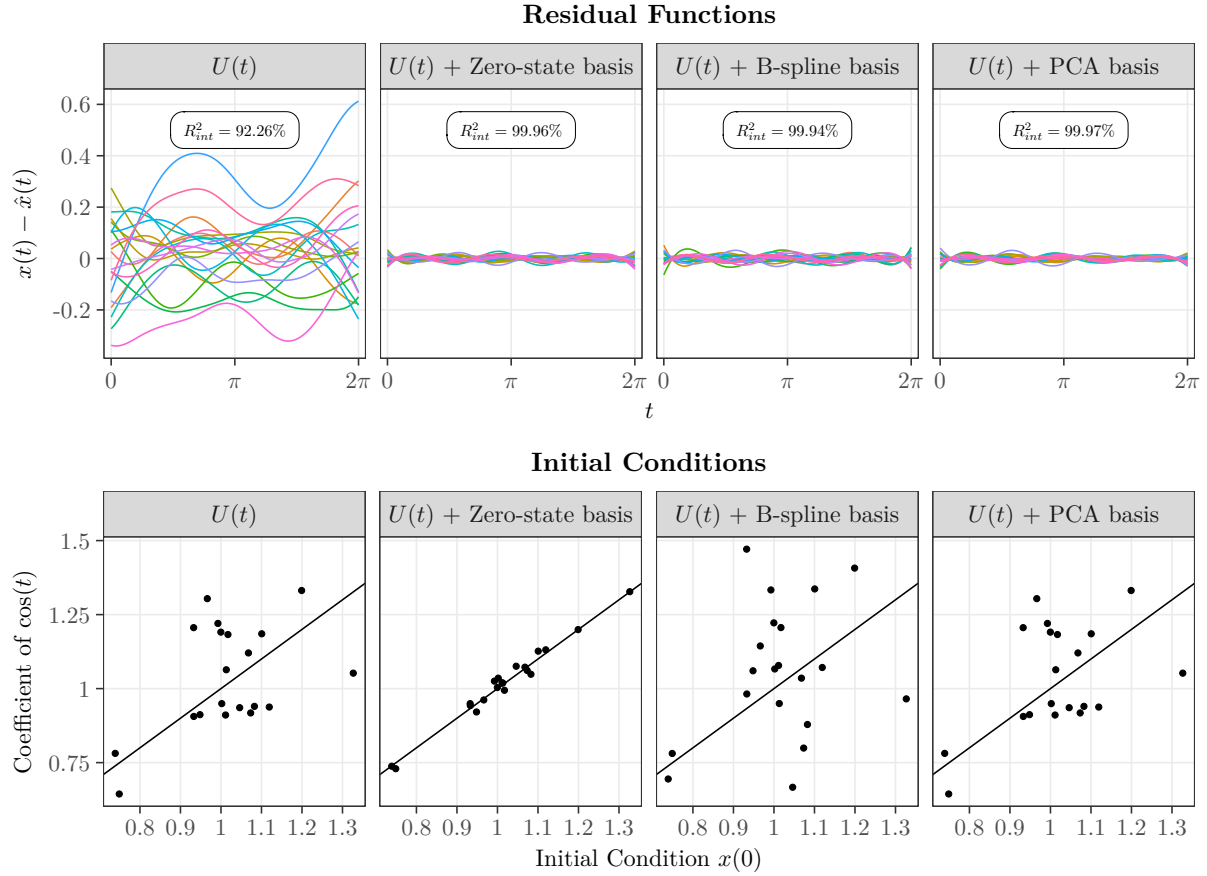 Residual Functions
U(t)
U(t) + Zero-state basis
U(t) + B-spline basis
U(t) + PCA basis
x(t) − x̂(t)
0.6
0.4
0.2
0
-0.2
R²int = 92.26%
R²int = 99.96%
R²int = 99.94%
R²int = 99.97%
0 π 2π
0 π 2π
0 π 2π
0 π 2π
t
Initial Conditions
U(t)
U(t) + Zero-state basis
U(t) + B-spline basis
U(t) + PCA basis
Coefficient of cos(t)
1.5
1.25
1
0.75
0.8 0.9 1 1.1 1.2 1.3
0.8 0.9 1 1.1 1.2 1.3
0.8 0.9 1 1.1 1.2 1.3
0.8 0.9 1 1.1 1.2 1.3
Initial Condition x(0)